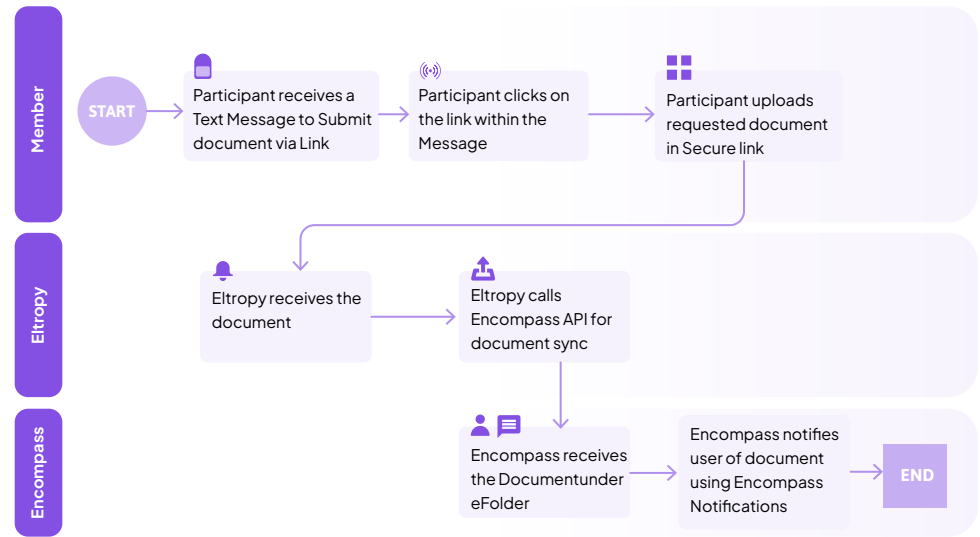 Member
START
Participant receives a
Text Message to Submit
document via Link
Participant clicks on
the link within the
Message
Participant uploads
requested document
in Secure link
Eltropy
Eltropy receives the
document
Eltropy calls
Encompass API for
document sync
Encompass
Encompass receives
the Documentunder
eFolder
Encompass notifies
user of document
using Encompass
Notifications
END